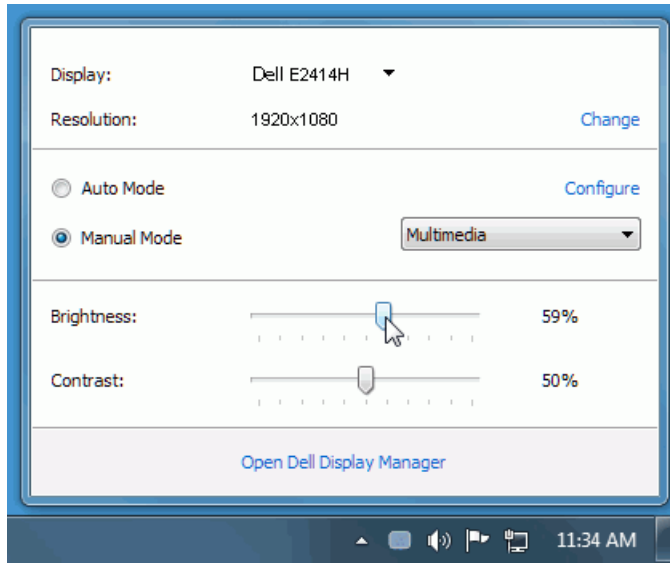 Display: Dell E2414H
Resolution: 1920x1080 Change
Auto Mode Configure
Manual Mode Multimedia
Brightness: 59%
Contrast: 50%
Open Dell Display Manager
11:34 AM